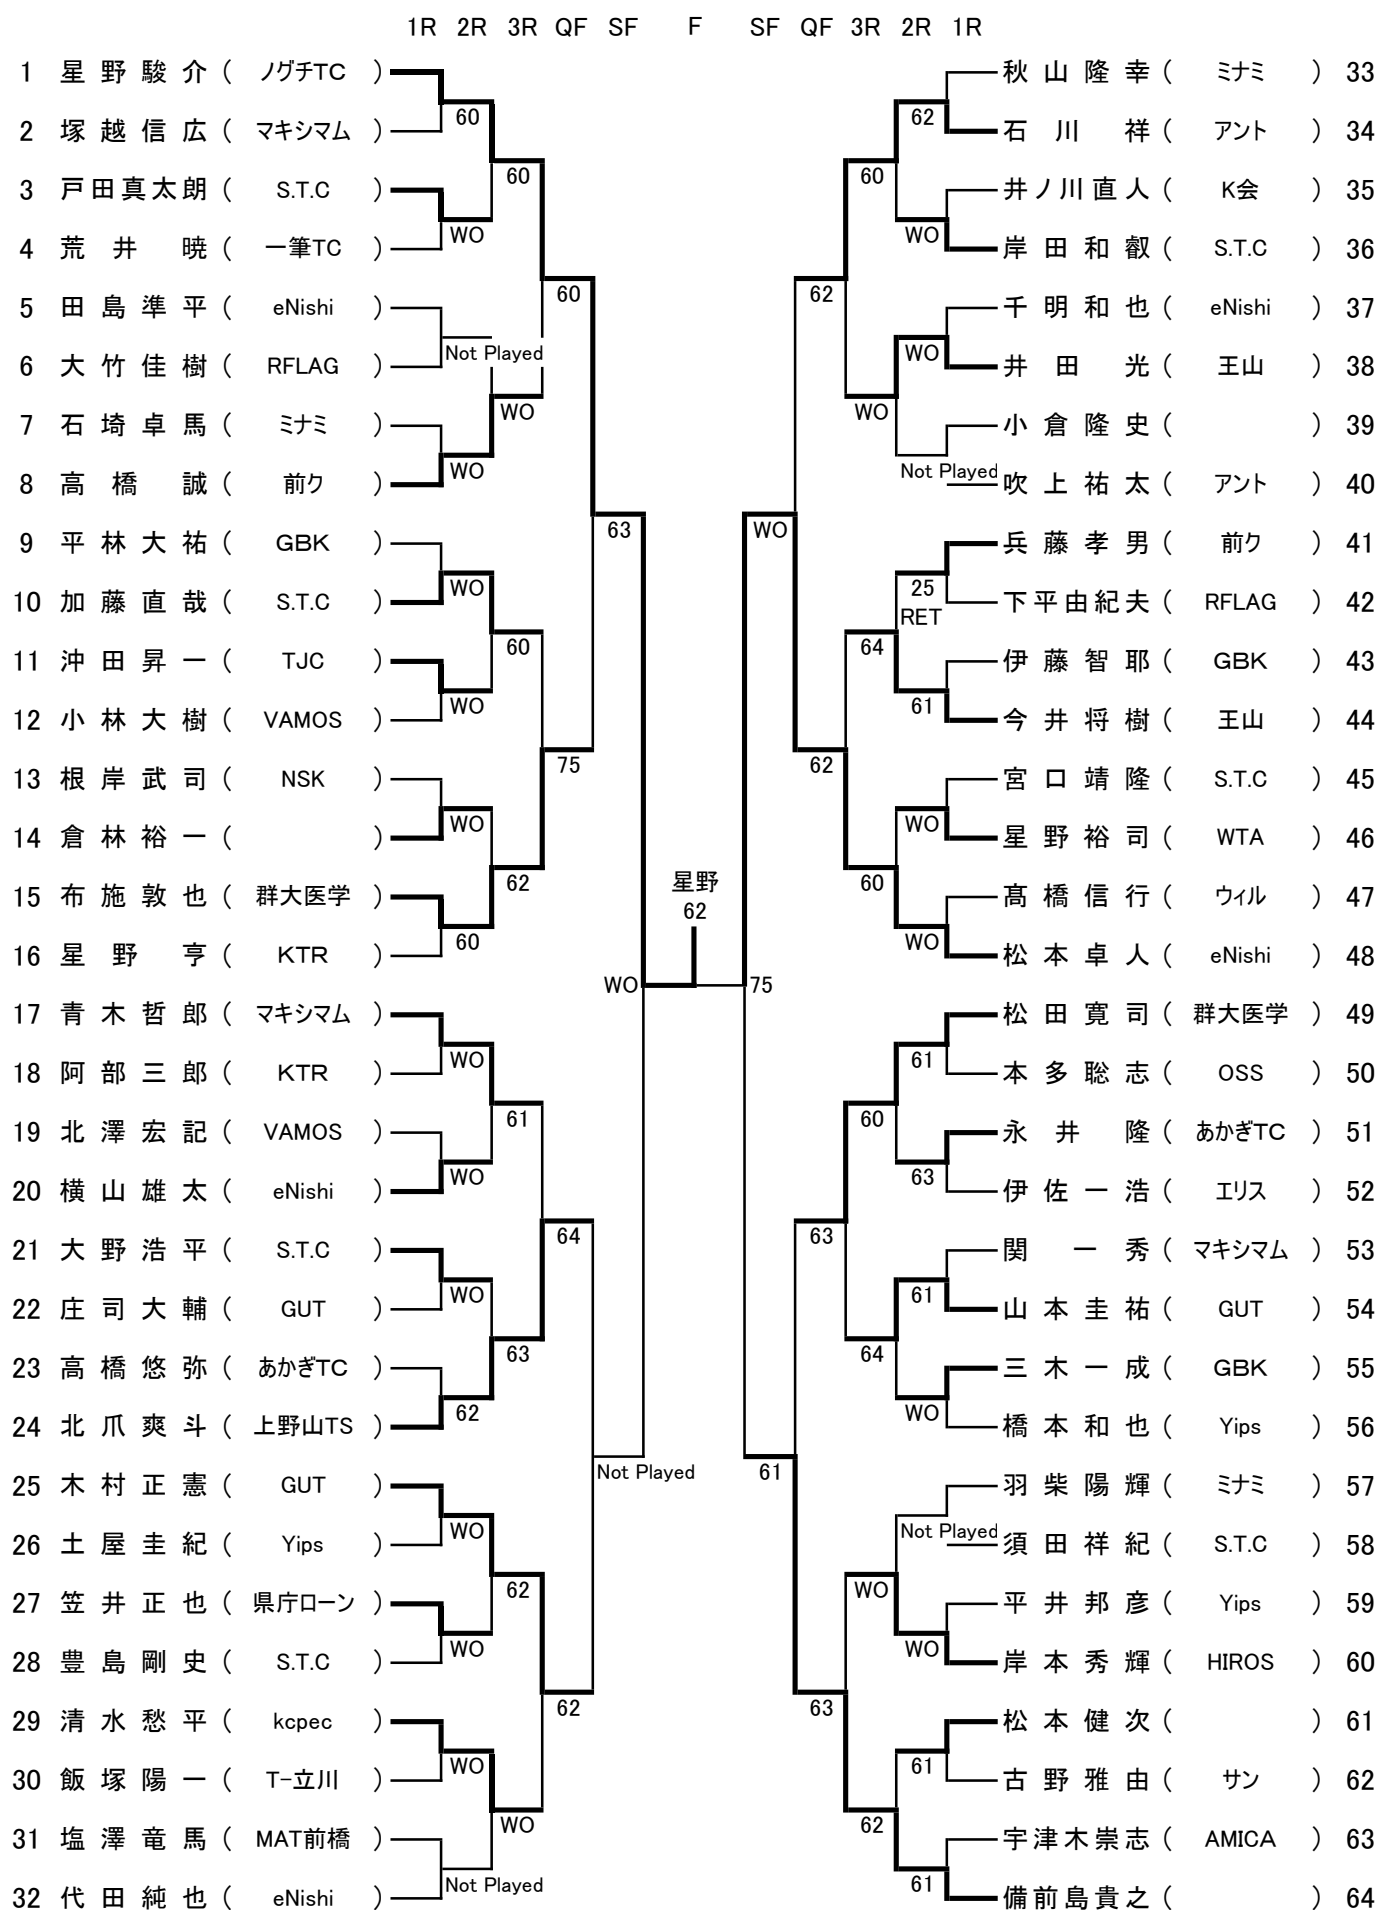 1R 2R 3R QF SF F SF QF 3R 2R 1R
1 星野駿介 ( ノグチTC )
2 塚越信広 ( マキシマム )
60
3 戸田真太朗 ( S.T.C )
60
4 荒井 暁 ( 一筆TC )
WO
5 田島準平 ( eNishi )
60
6 大竹佳樹 ( RFLAG )
Not Played
7 石埼卓馬 ( ミナミ )
WO
8 高橋 誠 ( 前ク )
WO
9 平林大祐 ( GBK )
63
10 加藤直哉 ( S.T.C )
WO
11 沖田昇一 ( TJC )
60
12 小林大樹 ( VAMOS )
WO
13 根岸武司 ( NSK )
75
14 倉林裕一 ( )
WO
15 布施敦也 ( 群大医学 )
62
16 星野 亨 ( KTR )
60
WO
17 青木哲郎 ( マキシマム )
18 阿部三郎 ( KTR )
WO
19 北澤宏記 ( VAMOS )
61
20 横山雄太 ( eNishi )
WO
21 大野浩平 ( S.T.C )
64
22 庄司大輔 ( GUT )
WO
23 高橋悠弥 ( あかぎTC )
63
24 北爪爽斗 ( 上野山TS )
62
25 木村正憲 ( GUT )
Not Played
26 土屋圭紀 ( Yips )
WO
27 笠井正也 ( 県庁ローン )
62
28 豊島剛史 ( S.T.C )
WO
29 清水愁平 ( kcpec )
62
30 飯塚陽一 ( T-立川 )
WO
31 塩澤竜馬 ( MAT前橋 )
WO
32 代田純也 ( eNishi )
Not Played
星野
62
秋山隆幸 ( ミナミ ) 33
62
石川 祥 ( アント ) 34
60
井ノ川直人 ( K会 ) 35
WO
岸田和叡 ( S.T.C ) 36
62
千明和也 ( eNishi ) 37
WO
井田 光 ( 王山 ) 38
WO
小倉隆史 ( ) 39
Not Played
吹上祐太 ( アント ) 40
WO
兵藤孝男 ( 前ク ) 41
25
RET
下平由紀夫 ( RFLAG ) 42
64
伊藤智耶 ( GBK ) 43
61
今井将樹 ( 王山 ) 44
62
宮口靖隆 ( S.T.C ) 45
WO
星野裕司 ( WTA ) 46
60
髙橋信行 ( ウィル ) 47
WO
松本卓人 ( eNishi ) 48
75
松田寛司 ( 群大医学 ) 49
61
本多聡志 ( OSS ) 50
60
永井 隆 ( あかぎTC ) 51
63
伊佐一浩 ( エリス ) 52
63
関 一秀 ( マキシマム ) 53
61
山本圭祐 ( GUT ) 54
64
三木一成 ( GBK ) 55
WO
橋本和也 ( Yips ) 56
61
羽柴陽輝 ( ミナミ ) 57
Not Played
須田祥紀 ( S.T.C ) 58
WO
平井邦彦 ( Yips ) 59
WO
岸本秀輝 ( HIROS ) 60
63
松本健次 ( ) 61
61
古野雅由 ( サン ) 62
62
宇津木崇志 ( AMICA ) 63
61
備前島貴之 ( ) 64